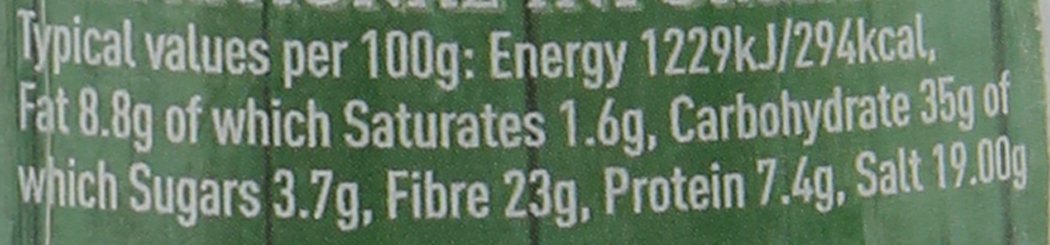 Typical values per 100g: Energy 1229kJ/294kcal,
Fat 8.8g of which Saturates 1.6g, Carbohydrate 35g of
which Sugars 3.7g, Fibre 23g, Protein 7.4g, Salt 19.00g